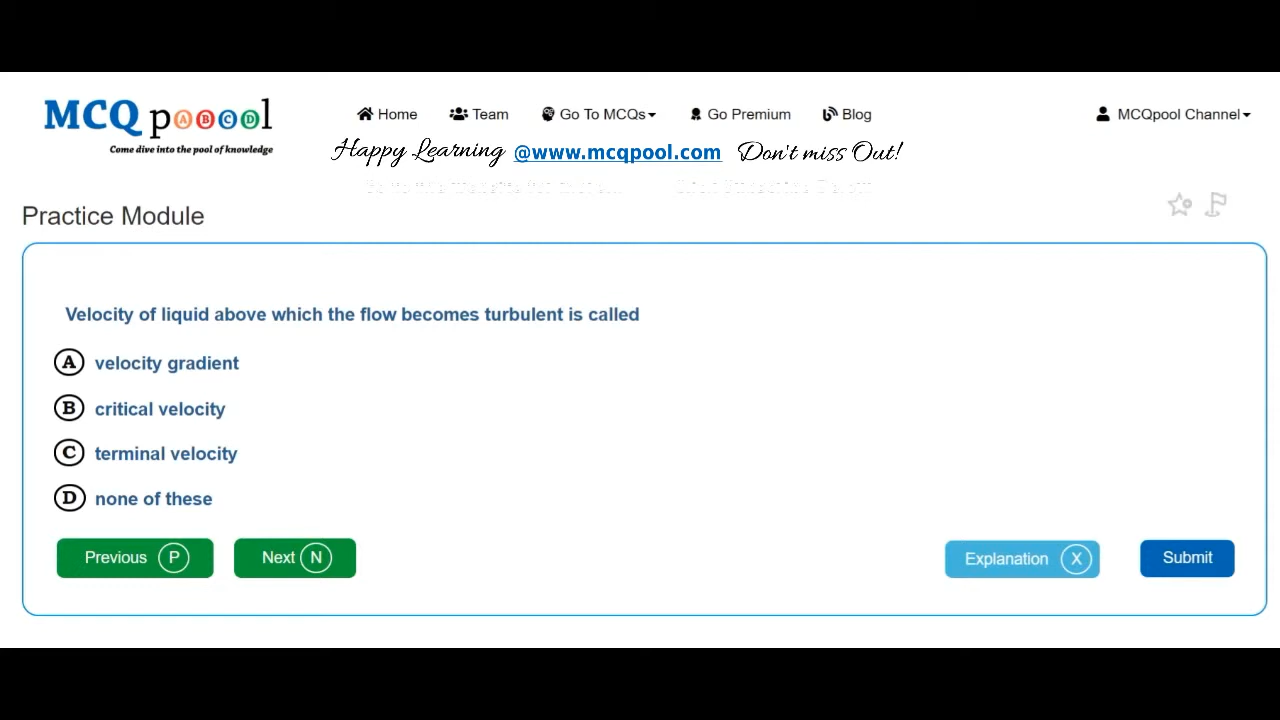 MCQ pooool
Come dive into the pool of knowledge
Home Team Go To MCQs Go Premium Blog MCQpool Channel
Happy Learning @www.mcqpool.com Don't miss Out!
Practice Module
Velocity of liquid above which the flow becomes turbulent is called
A velocity gradient
B critical velocity
C terminal velocity
D none of these
Previous P Next N Explanation X Submit